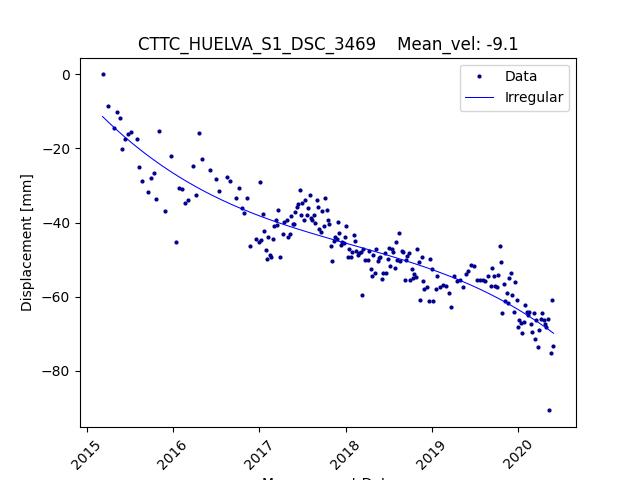 CTTC_HUELVA_S1_DSC_3469    Mean_vel: -9.1
Data
Irregular
Displacement [mm]
0
−20
−40
−60
−80
2015
2016
2017
2018
2019
2020